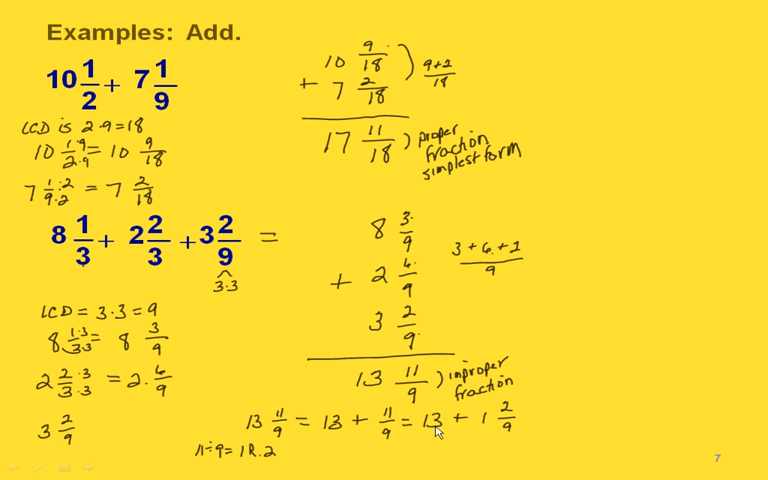 Examples: Add.
10 1/2 + 7 1/9
LCD is 2·9=18
10 1·9/2·9 = 10 9/18
7 1·2/9·2 = 7 2/18
10 9/18
+ 7 2/18 ) 9+2/18
17 11/18 ) proper
fraction
simplest form
8 1/3 + 2 2/3 + 3 2/9 =
3·3
LCD = 3·3 = 9
8 1·3/3·3 = 8 3/9
2 2·3/3·3 = 2· 6/9
3 2/9
8 3/9
+ 2 6/9
3 2/9
3+6+2/9
13 11/9 ) improper
fraction
13 11/9 = 13 + 11/9 = 13 + 1 2/9
11÷9=1R.2
7